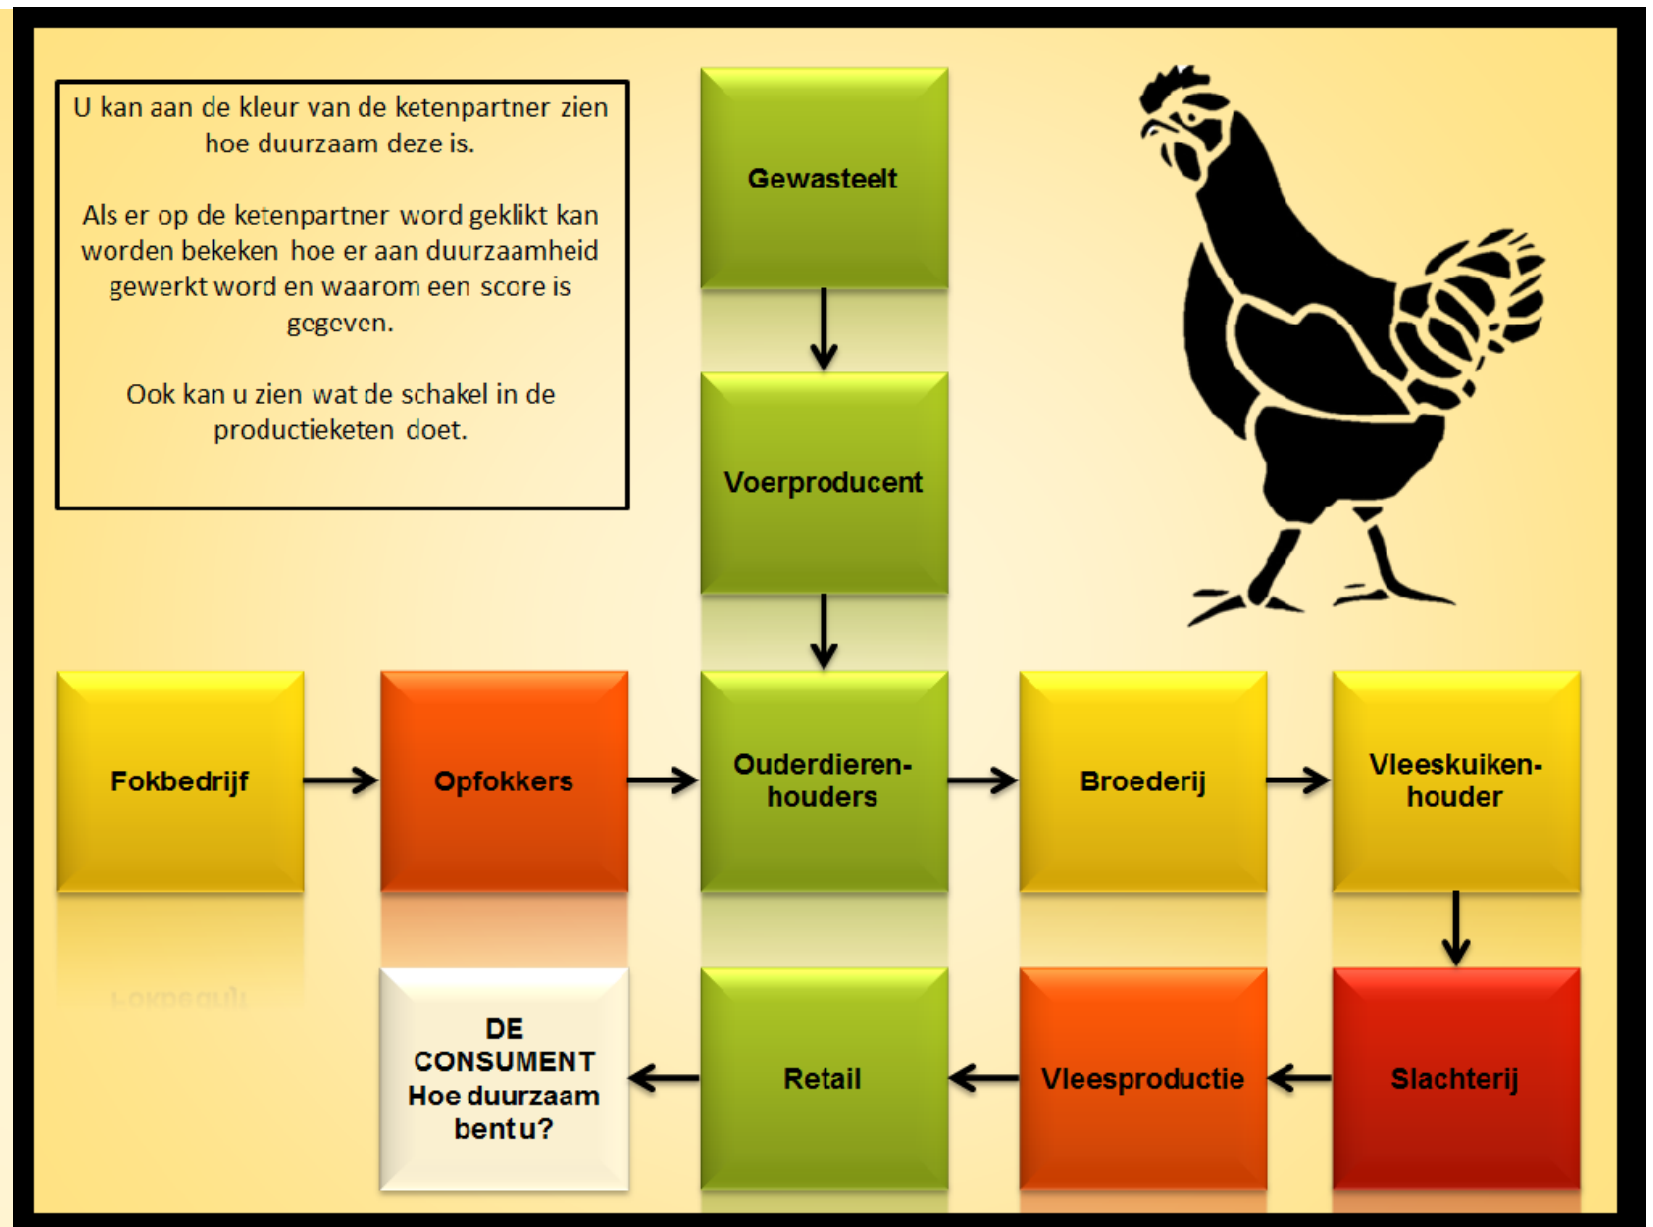 U kan aan de kleur van de ketenpartner zien
hoe duurzaam deze is.
Als er op de ketenpartner word geklikt kan
worden bekeken hoe er aan duurzaamheid
gewerkt word en waarom een score is
gegeven.
Ook kan u zien wat de schakel in de
productieketen doet.
Gewasteelt
Voerproducent
Fokbedrijf
Opfokkers
Ouderdieren-
houders
Broederij
Vleeskuiken-
houder
DE
CONSUMENT
Hoe duurzaam
bent u?
Retail
Vleesproductie
Slachterij